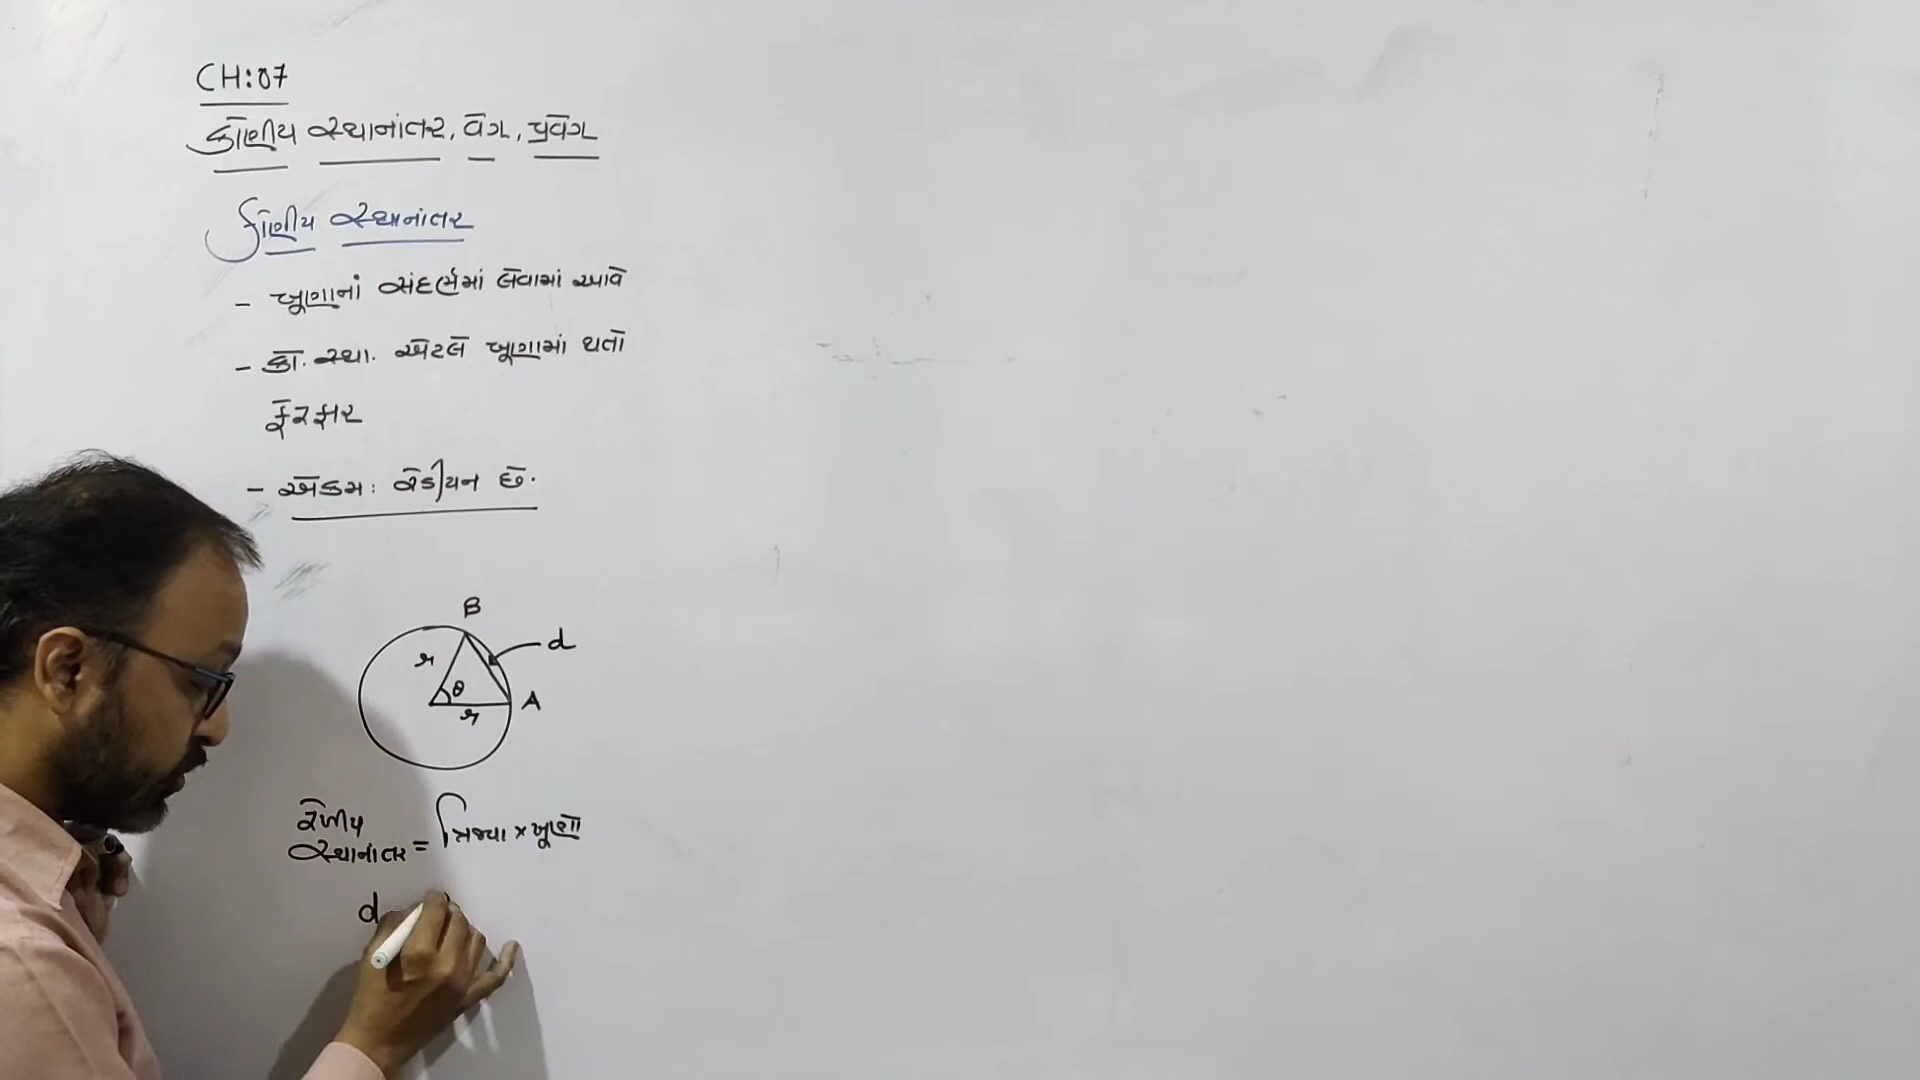 CH:07
કોણીય સ્થાનાંતર, વેગ, પ્રવેગ
કોણીય સ્થાનાંતર
- ખૂણાનાં સંદર્ભમાં લેવામાં આવે
- કો. સ્થા. એટલે ખૂણામાં થતો
ફેરફાર
- એકમ: રેડીયન છે.
B
d
r
θ
A
r
રેખીય
સ્થાનાંતર = ત્રિજ્યા × ખૂણો
d